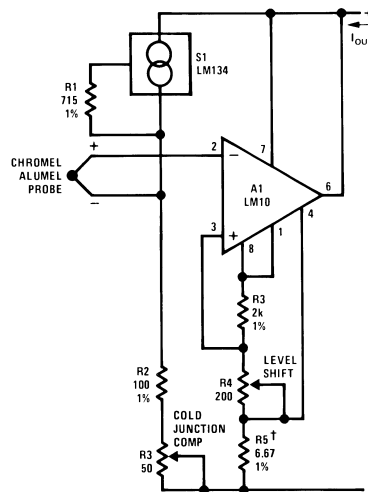 +
I OU
S1
LM134
R1
715
1%
+
CHROMEL
ALUMEL
PROBE
−
2
−
7
A1
LM10
6
4
3
+
8
1
R3
2k
1%
LEVEL
SHIFT
R4
200
R2
100
1%
COLD
JUNCTION
COMP
R3
50
R5†
6.67
1%